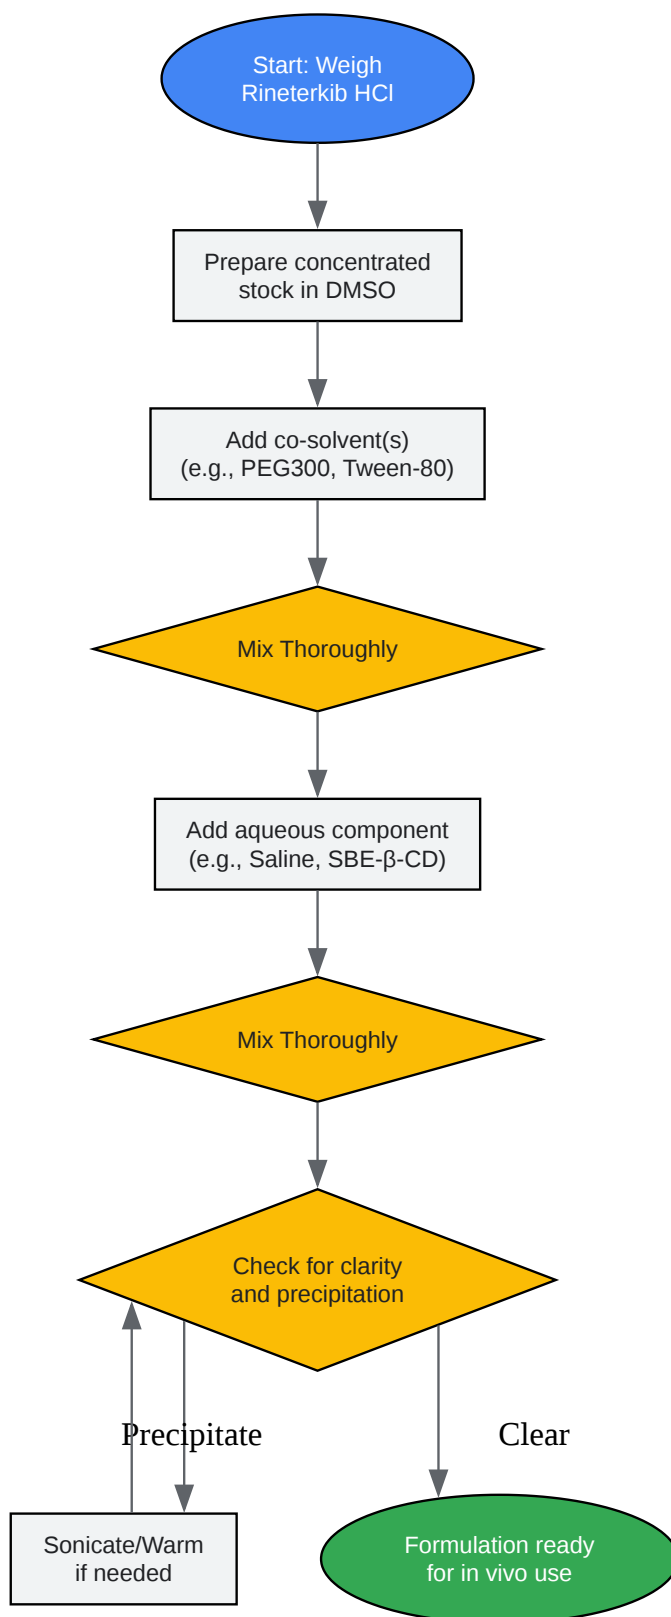 Start: Weigh
Rineterkib HCl
Prepare concentrated
stock in DMSO
Add co-solvent(s)
(e.g., PEG300, Tween-80)
Mix Thoroughly
Add aqueous component
(e.g., Saline, SBE-β-CD)
Mix Thoroughly
Check for clarity
and precipitation
Precipitate
Clear
Sonicate/Warm
if needed
Formulation ready
for in vivo use